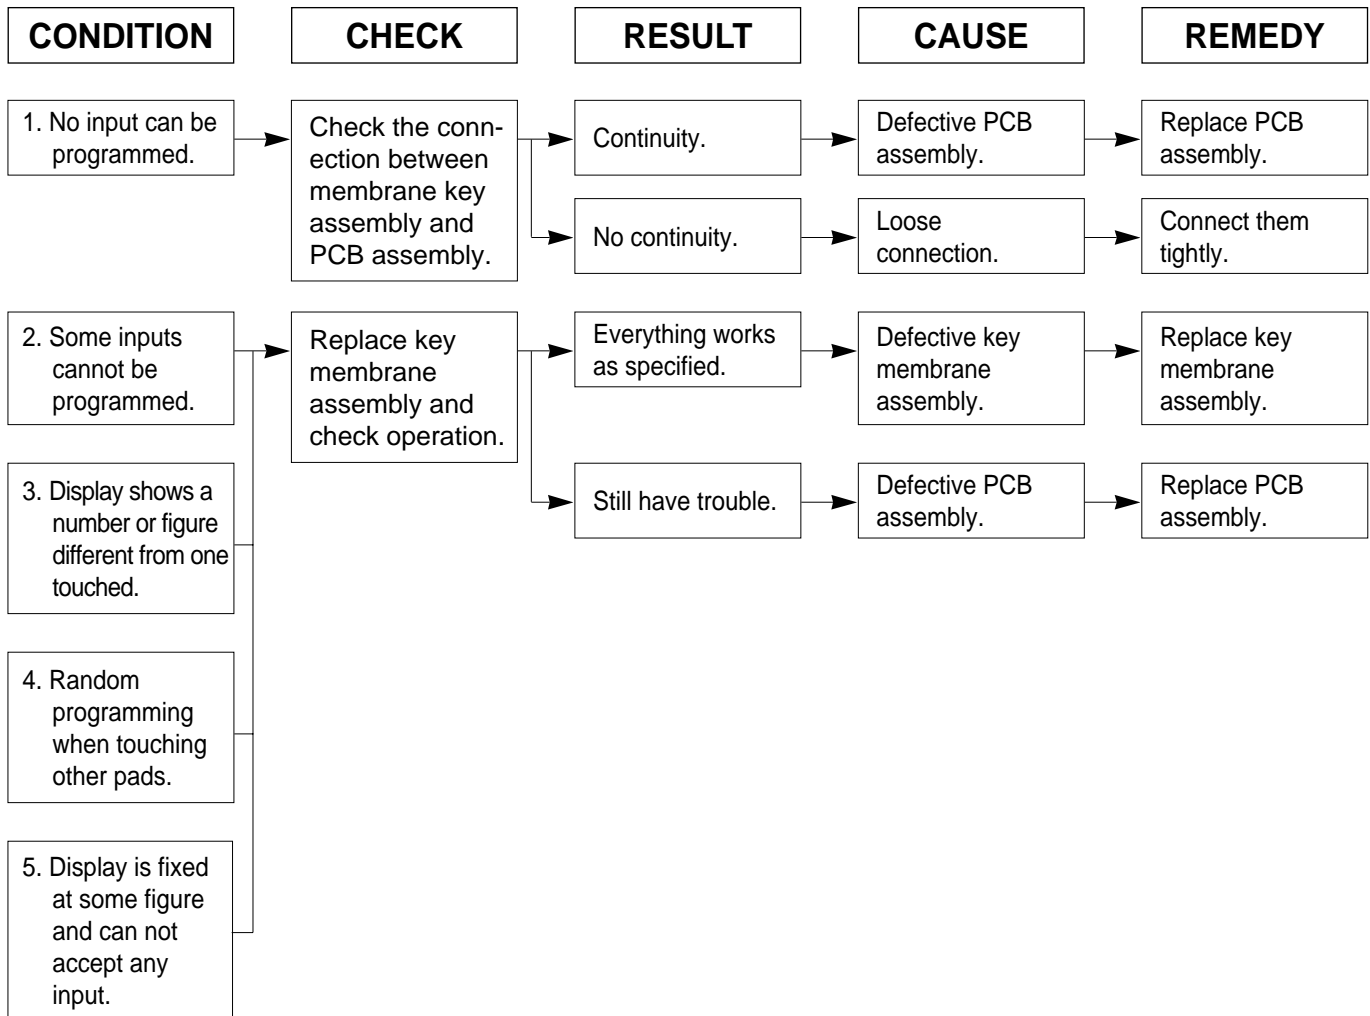 CONDITION
CHECK
RESULT
CAUSE
REMEDY
1. No input can be
programmed.
Check the conn-
ection between
membrane key
assembly and
PCB assembly.
Continuity.
Defective PCB
assembly.
Replace PCB
assembly.
No continuity.
Loose
connection.
Connect them
tightly.
2. Some inputs
cannot be
programmed.
Replace key
membrane
assembly and
check operation.
Everything works
as specified.
Defective key
membrane
assembly.
Replace key
membrane
assembly.
Still have trouble.
Defective PCB
assembly.
Replace PCB
assembly.
3. Display shows a
number or figure
different from one
touched.
4. Random
programming
when touching
other pads.
5. Display is fixed
at some figure
and can not
accept any
input.